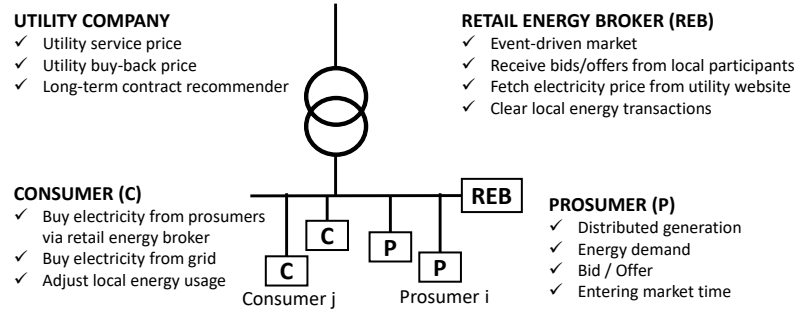 UTILITY COMPANY
✓ Utility service price
✓ Utility buy-back price
✓ Long-term contract recommender
RETAIL ENERGY BROKER (REB)
✓ Event-driven market
✓ Receive bids/offers from local participants
✓ Fetch electricity price from utility website
✓ Clear local energy transactions
CONSUMER (C)
✓ Buy electricity from prosumers
via retail energy broker
✓ Buy electricity from grid
✓ Adjust local energy usage
REB
C
P
C
P
Consumer j
Prosumer i
PROSUMER (P)
✓ Distributed generation
✓ Energy demand
✓ Bid / Offer
✓ Entering market time